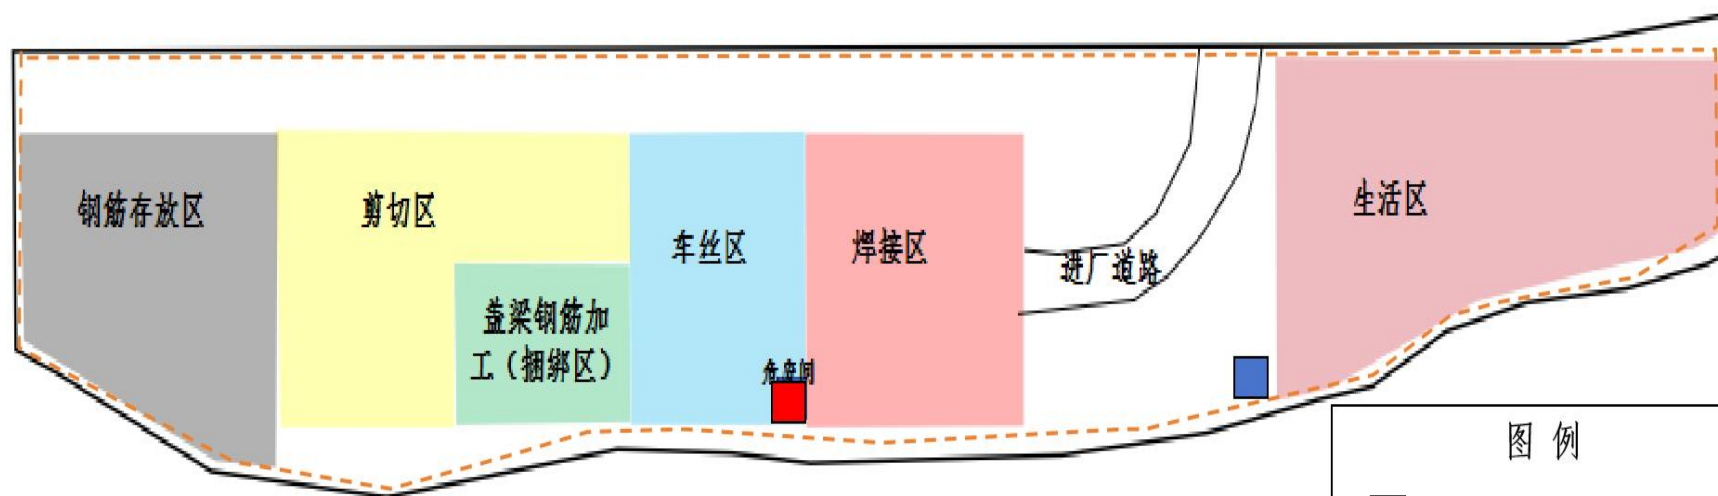 钢筋存放区
剪切区
盖梁钢筋加
工（捆绑区）
车丝区
危废间
焊接区
进厂道路
生活区
图 例